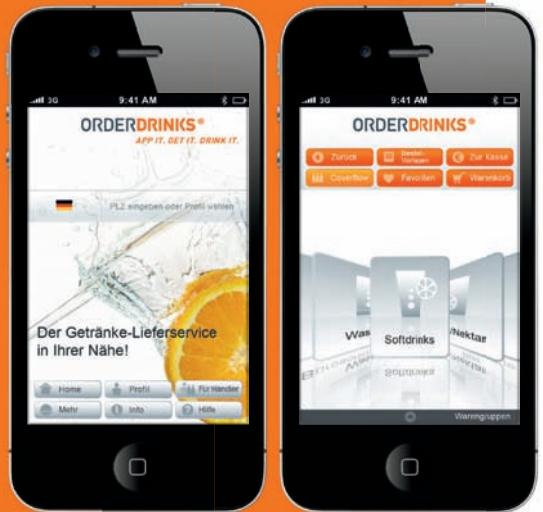 3G 9:41 AM
ORDERDRINKS®
APP IT. GET IT. DRINK IT.
PLZ eingeben oder Profil wählen
Der Getränke-Lieferservice
in Ihrer Nähe!
Home Profil Für Händler
Mehr Info Hilfe
3G 9:41 AM
ORDERDRINKS®
Zurück Bestell-
Vorlagen Zur Kasse
Coverflow Favoriten Warenkorb
Softdrinks
/Nektar
Warengruppen